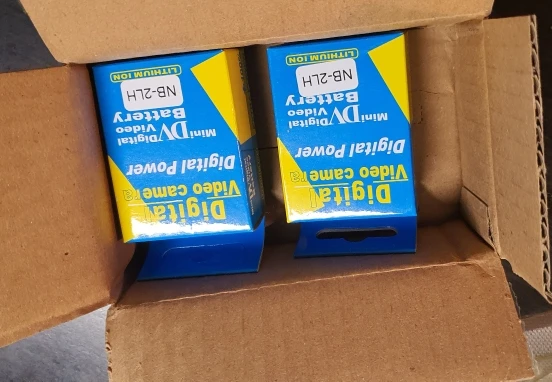 Digital
Video camera
Digital Power
Mini DV Digital Video
Battery
NB-2LH
LITHIUM ION
Digital
Video camera
Digital Power
Mini DV Digital Video
Battery
NB-2LH
LITHIUM ION